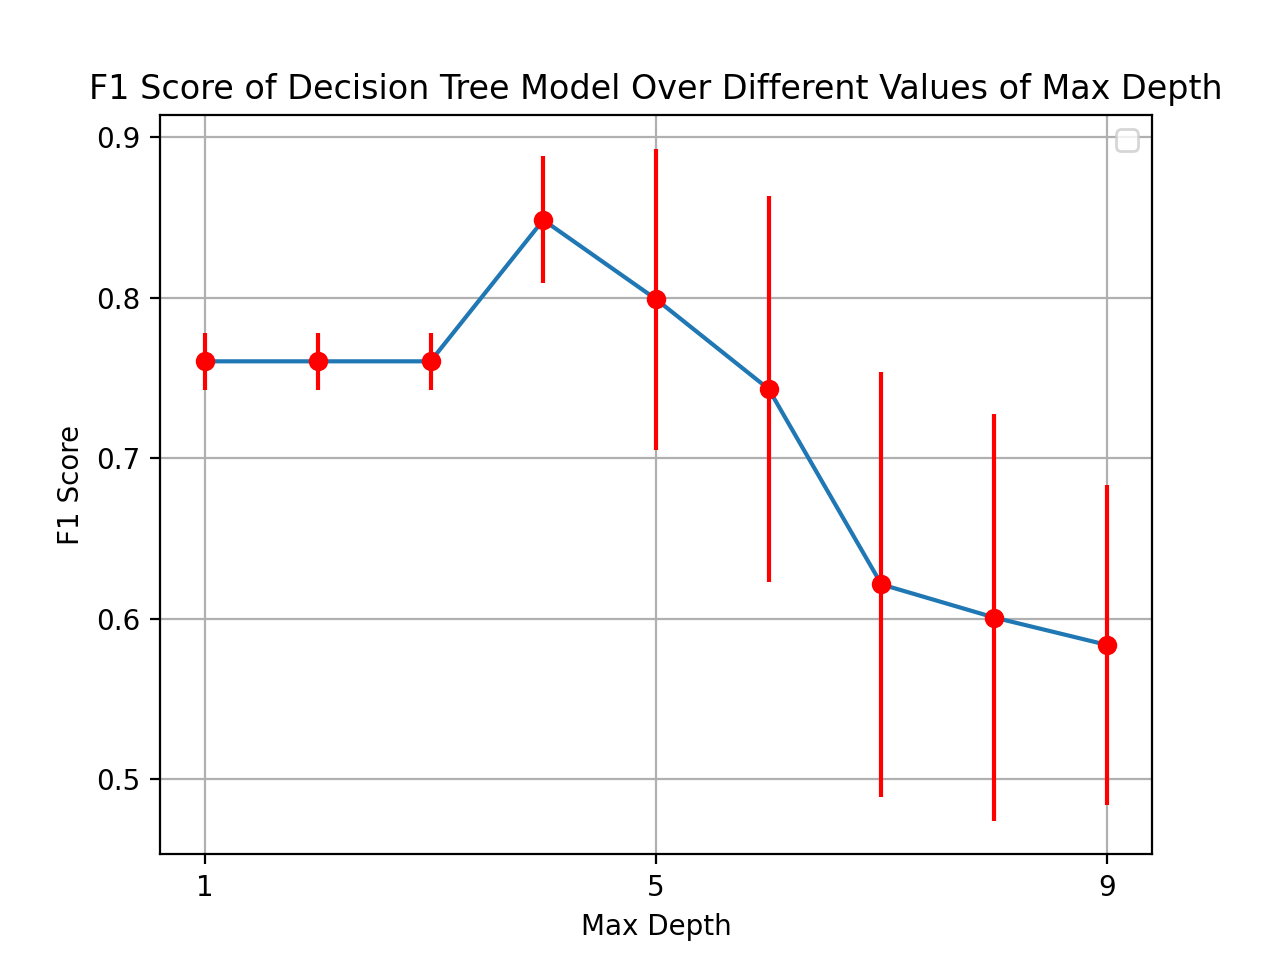 F1 Score of Decision Tree Model Over Different Values of Max Depth
0.9
0.8
0.7
0.6
0.5
F1 Score
1 5 9
Max Depth